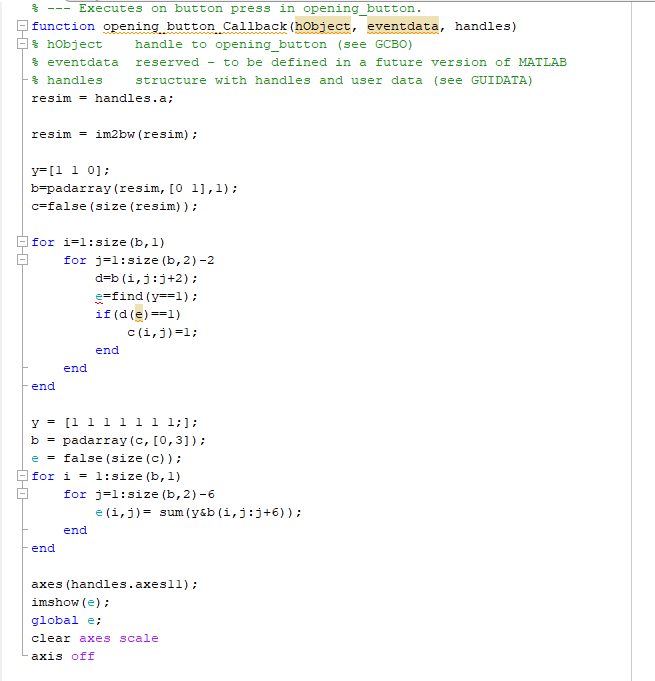 % --- Executes on button press in opening_button.
function opening_button_Callback(hObject, eventdata, handles)
% hObject    handle to opening_button (see GCBO)
% eventdata  reserved - to be defined in a future version of MATLAB
% handles    structure with handles and user data (see GUIDATA)
resim = handles.a;
resim = im2bw(resim);
y=[1 1 0];
b=padarray(resim,[0 1],1);
c=false(size(resim));
for i=1:size(b,1)
    for j=1:size(b,2)-2
        d=b(i,j:j+2);
        e=find(y==1);
        if(d(e)==1)
            c(i,j)=1;
        end
    end
end
y = [1 1 1 1 1 1 1;];
b = padarray(c,[0,3]);
e = false(size(c));
for i = 1:size(b,1)
    for j=1:size(b,2)-6
        e(i,j)= sum(y&b(i,j:j+6));
    end
end
axes(handles.axes11);
imshow(e);
global e;
clear axes scale
axis off